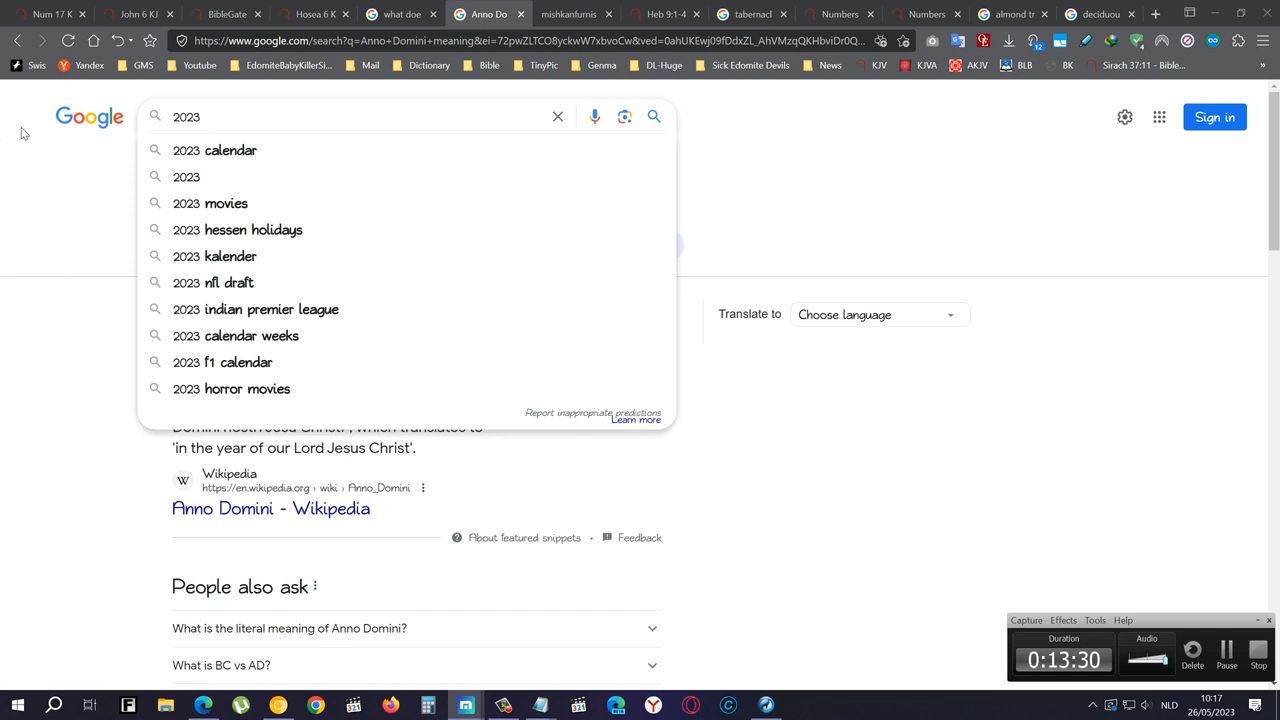 Num 17 K
John 6 KJ
BibleGate
Hosea 6 K
what doe
Anno Do
mishkanfurnis
Heb 9:1-4
tabernacl
Numbers
Numbers
almond tr
deciduou
https://www.google.com/search?q=Anno+Domini+meaning&ei=72pwZLTCO8yckwW7xbvoCw&ved=0ahUKEwj09fDdxZL_AhVMzqQKHbviDr0Q...
12
Swis
Yandex
GMS
Youtube
EdomiteBabyKillerSi...
Mail
Dictionary
Bible
TinyPic
Genma
DL-Huge
Sick Edomite Devils
News
KJV
KJVA
AKJV
BLB
BK
Sirach 37:11 - Bible...
Google
2023
Sign in
2023 calendar
2023
2023 movies
2023 hessen holidays
2023 kalender
2023 nfl draft
2023 indian premier league
2023 calendar weeks
2023 f1 calendar
2023 horror movies
Report inappropriate predictions
Learn more
Translate to
Choose language
Domini nostri Jesu Christi', which translates to
'in the year of our Lord Jesus Christ'.
W
Wikipedia
https://en.wikipedia.org › wiki › Anno_Domini
Anno Domini - Wikipedia
About featured snippets
Feedback
People also ask
What is the literal meaning of Anno Domini?
What is BC vs AD?
Capture Effects Tools Help
Duration
0:13:30
Audio
Delete
Pause
Stop
NLD
10:17
26/05/2023